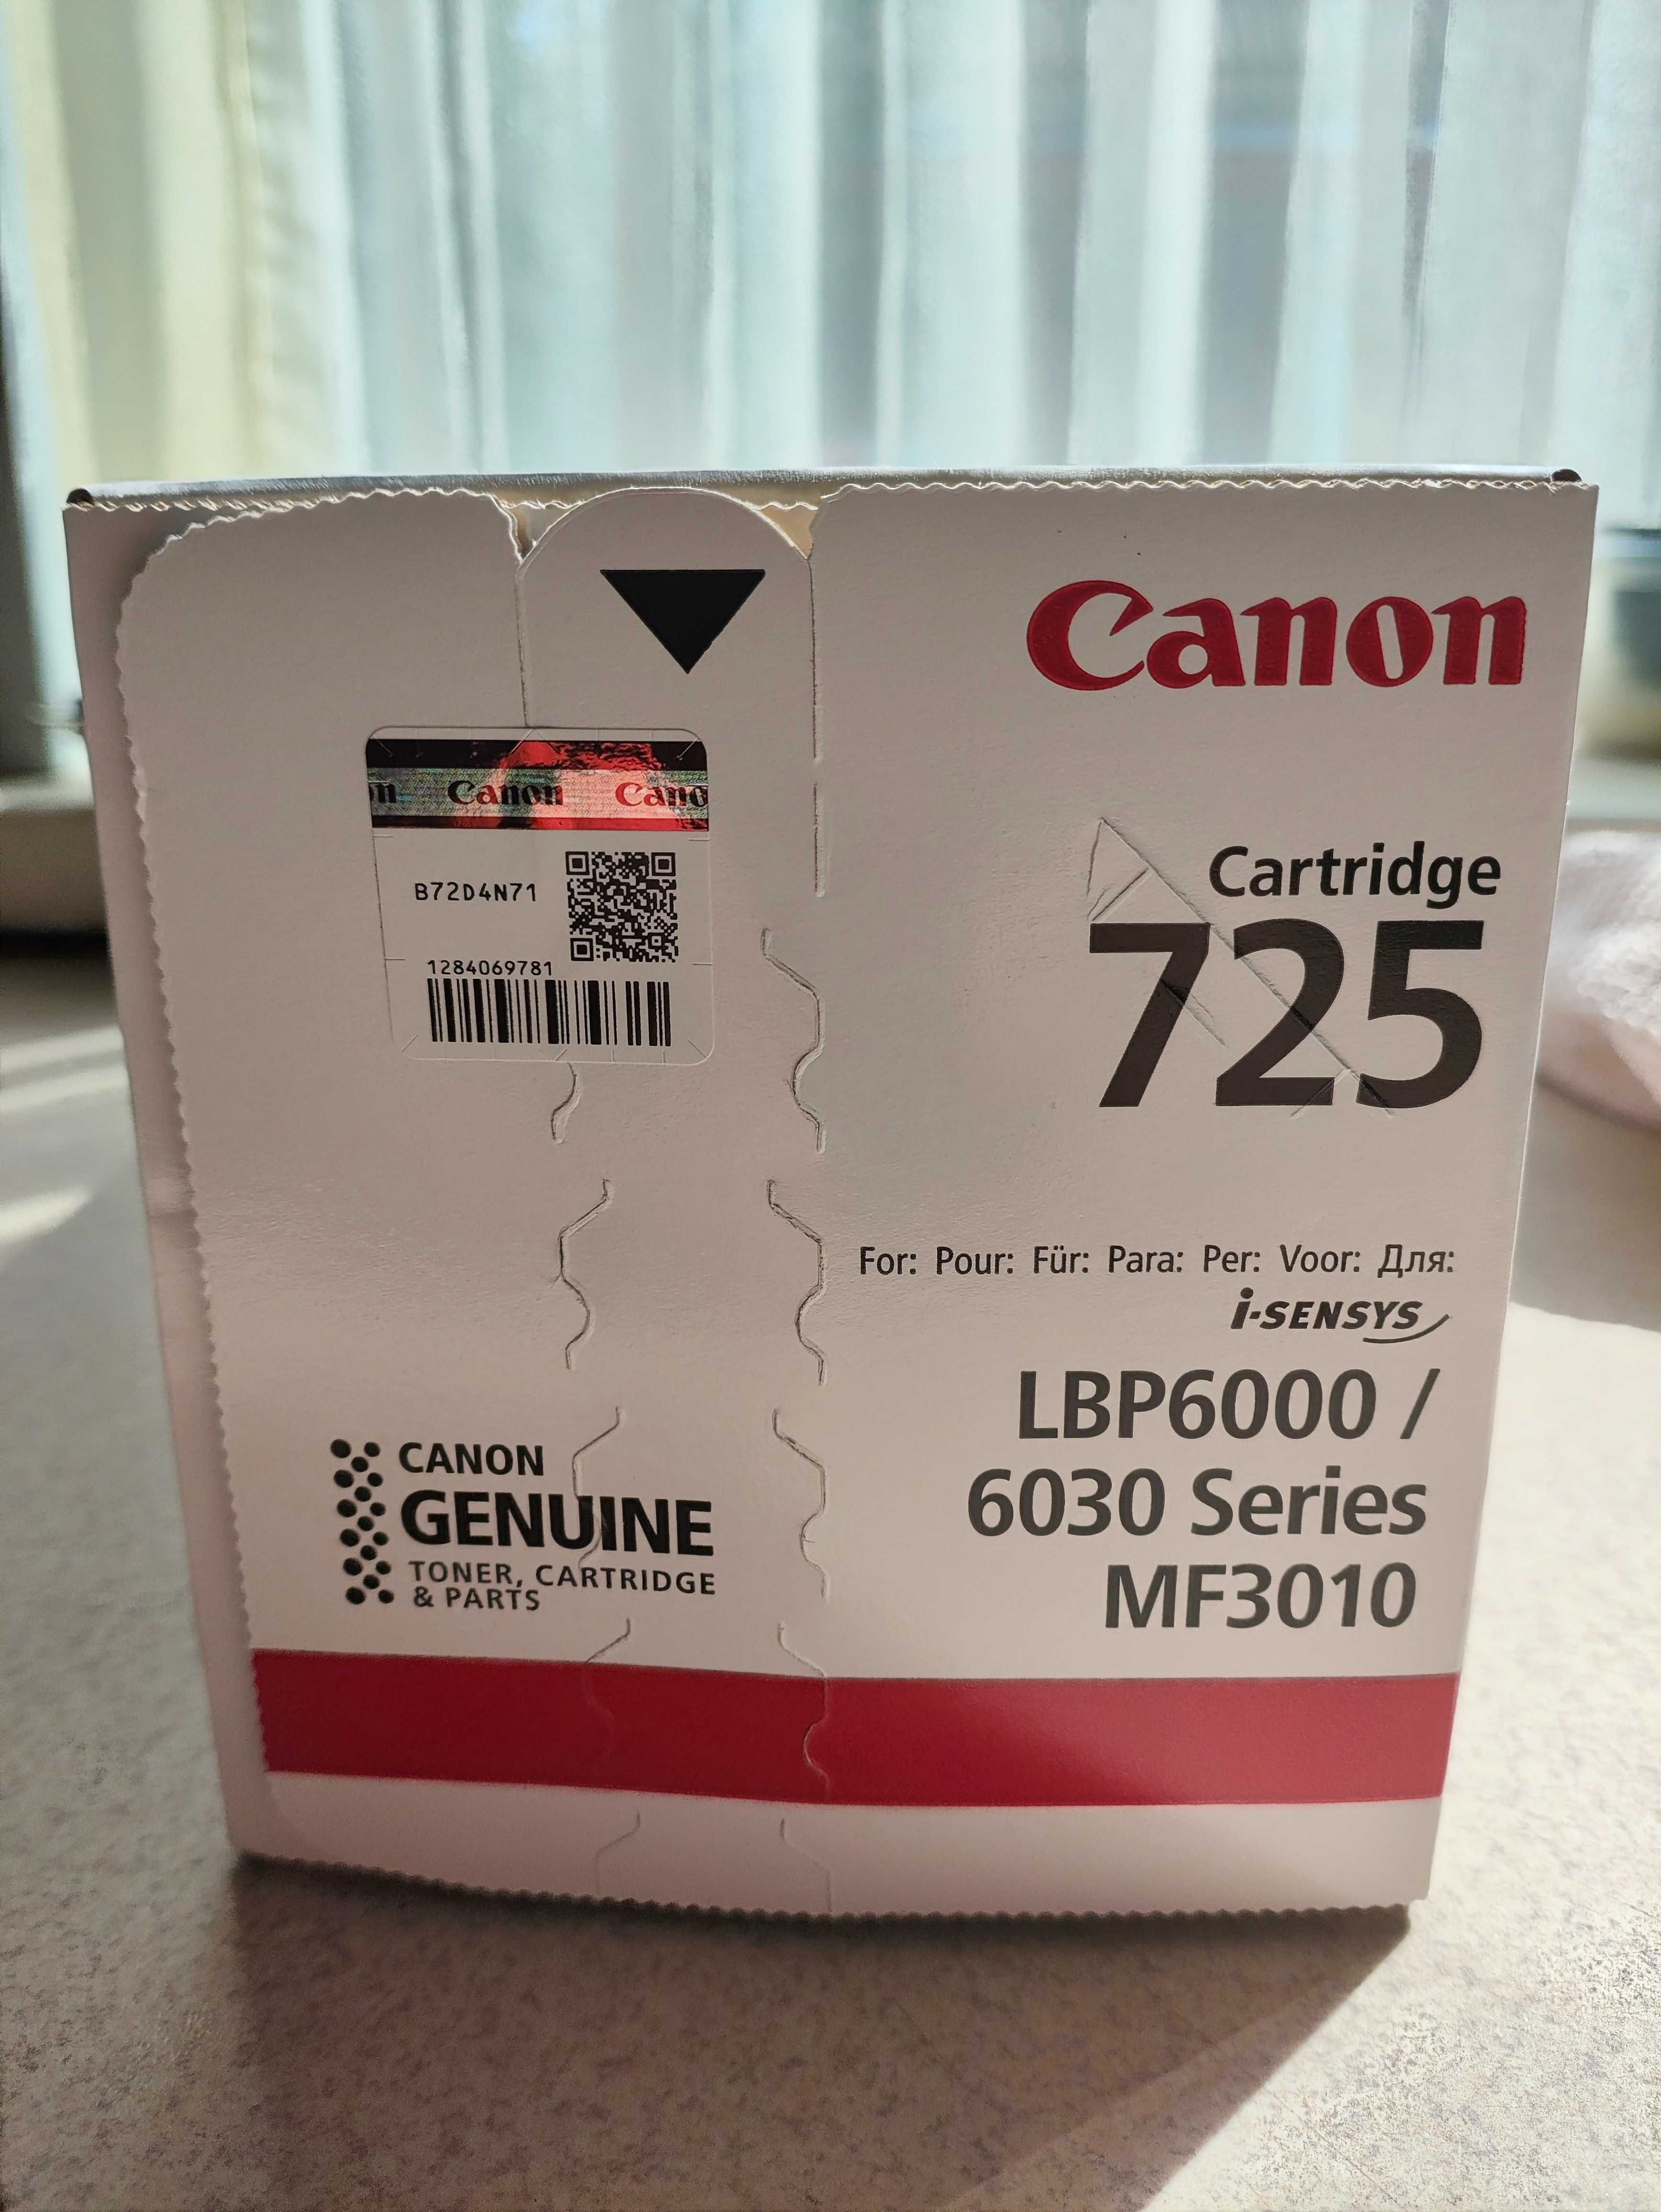 Canon
Canon Cano
B72D4N71
1284069781
Cartridge
725
For: Pour: Für: Para: Per: Voor: Для:
i-SENSYS
LBP6000 /
6030 Series
MF3010
CANON
GENUINE
TONER, CARTRIDGE
& PARTS